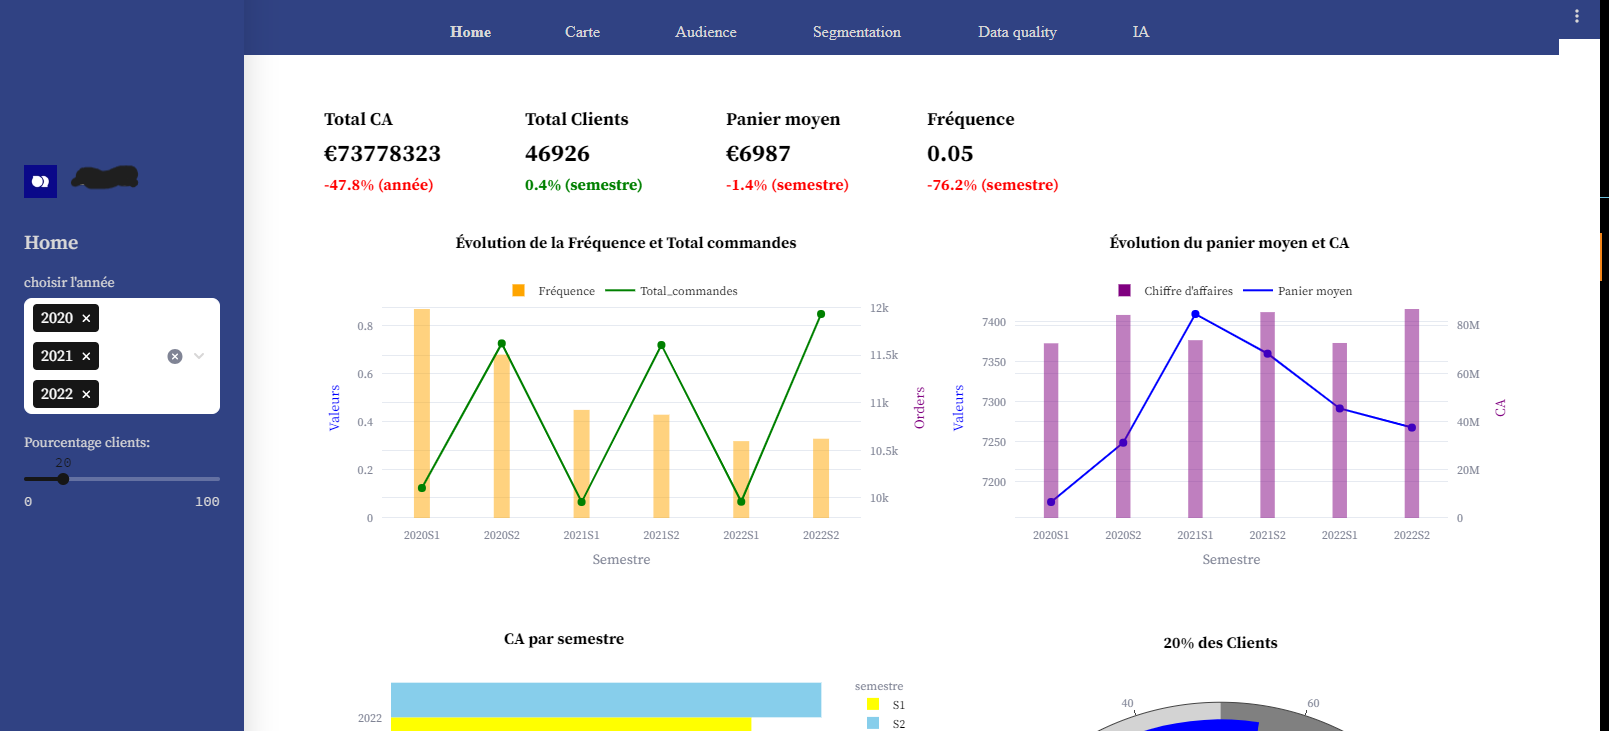 Home Carte Audience Segmentation Data quality IA
Home
choisir l'année
2020 ×
2021 ×
2022 ×
Pourcentage clients:
20
0 100
Total CA Total Clients Panier moyen Fréquence
€73778323 46926 €6987 0.05
-47.8% (année) 0.4% (semestre) -1.4% (semestre) -76.2% (semestre)
Évolution de la Fréquence et Total commandes
Fréquence Total_commandes
Valeurs
0.8
0.6
0.4
0.2
0
12k
11.5k
11k
10.5k
10k
Orders
2020S1 2020S2 2021S1 2021S2 2022S1 2022S2
Semestre
Évolution du panier moyen et CA
Chiffre d'affaires Panier moyen
Valeurs
7400
7350
7300
7250
7200
80M
60M
40M
20M
0
CA
2020S1 2020S2 2021S1 2021S2 2022S1 2022S2
Semestre
CA par semestre
semestre
S1
S2
2022
20% des Clients
40 60